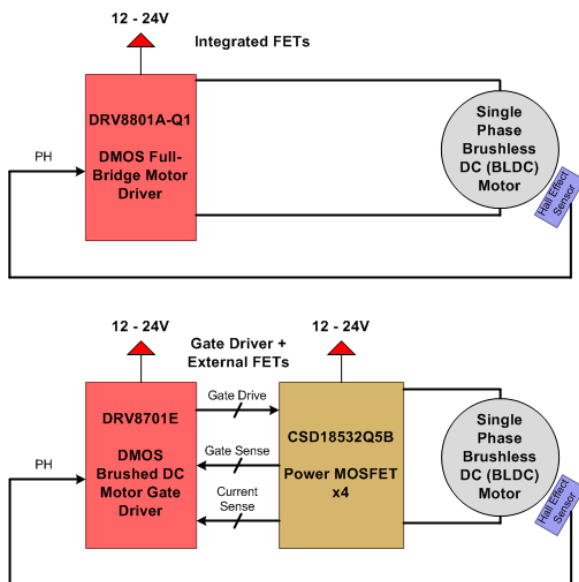 12 - 24V
Integrated FETs
DRV8801A-Q1
DMOS Full-
Bridge Motor
Driver
PH
Single
Phase
Brushless
DC (BLDC)
Motor
Hall Effect
Sensor
12 - 24V
12 - 24V
Gate Driver +
External FETs
DRV8701E
DMOS
Brushed DC
Motor Gate
Driver
PH
Gate Drive
Gate Sense
Current
Sense
CSD18532Q5B
Power MOSFET
x4
Single
Phase
Brushless
DC (BLDC)
Motor
Hall Effect
Sensor